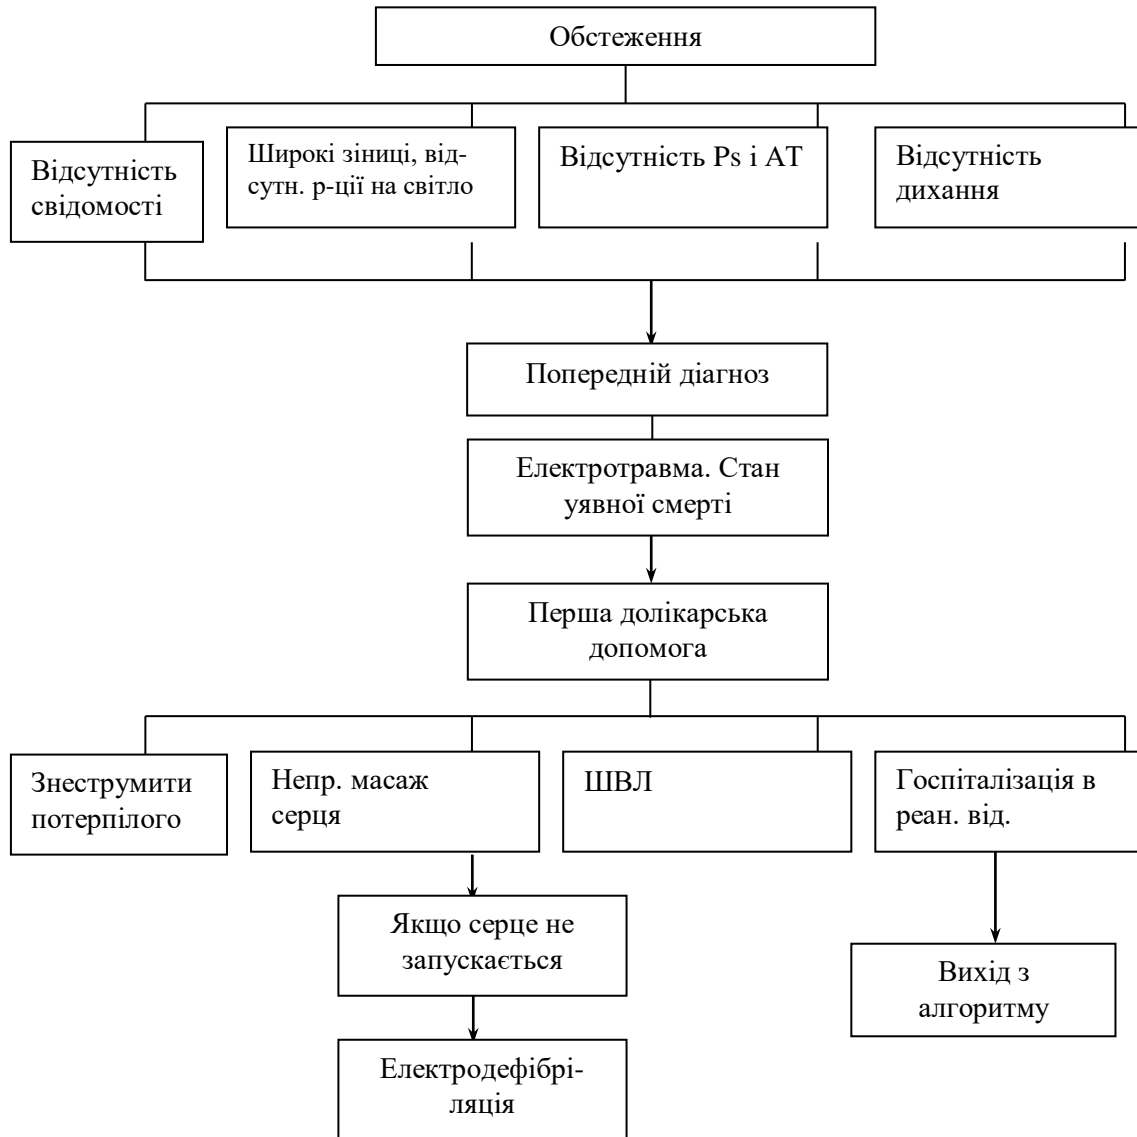 Обстеження
Відсутність
свідомості
Широкі зіниці, від-
сутн. р-ції на світло
Відсутність Ps і АТ
Відсутність
дихання
Попередній діагноз
Електротравма. Стан
уявної смерті
Перша долікарська
допомога
Знеструмити
потерпілого
Непр. масаж
серця
ШВЛ
Госпіталізація в
реан. від.
Якщо серце не
запускається
Вихід з
алгоритму
Електродефібрі-
ляція